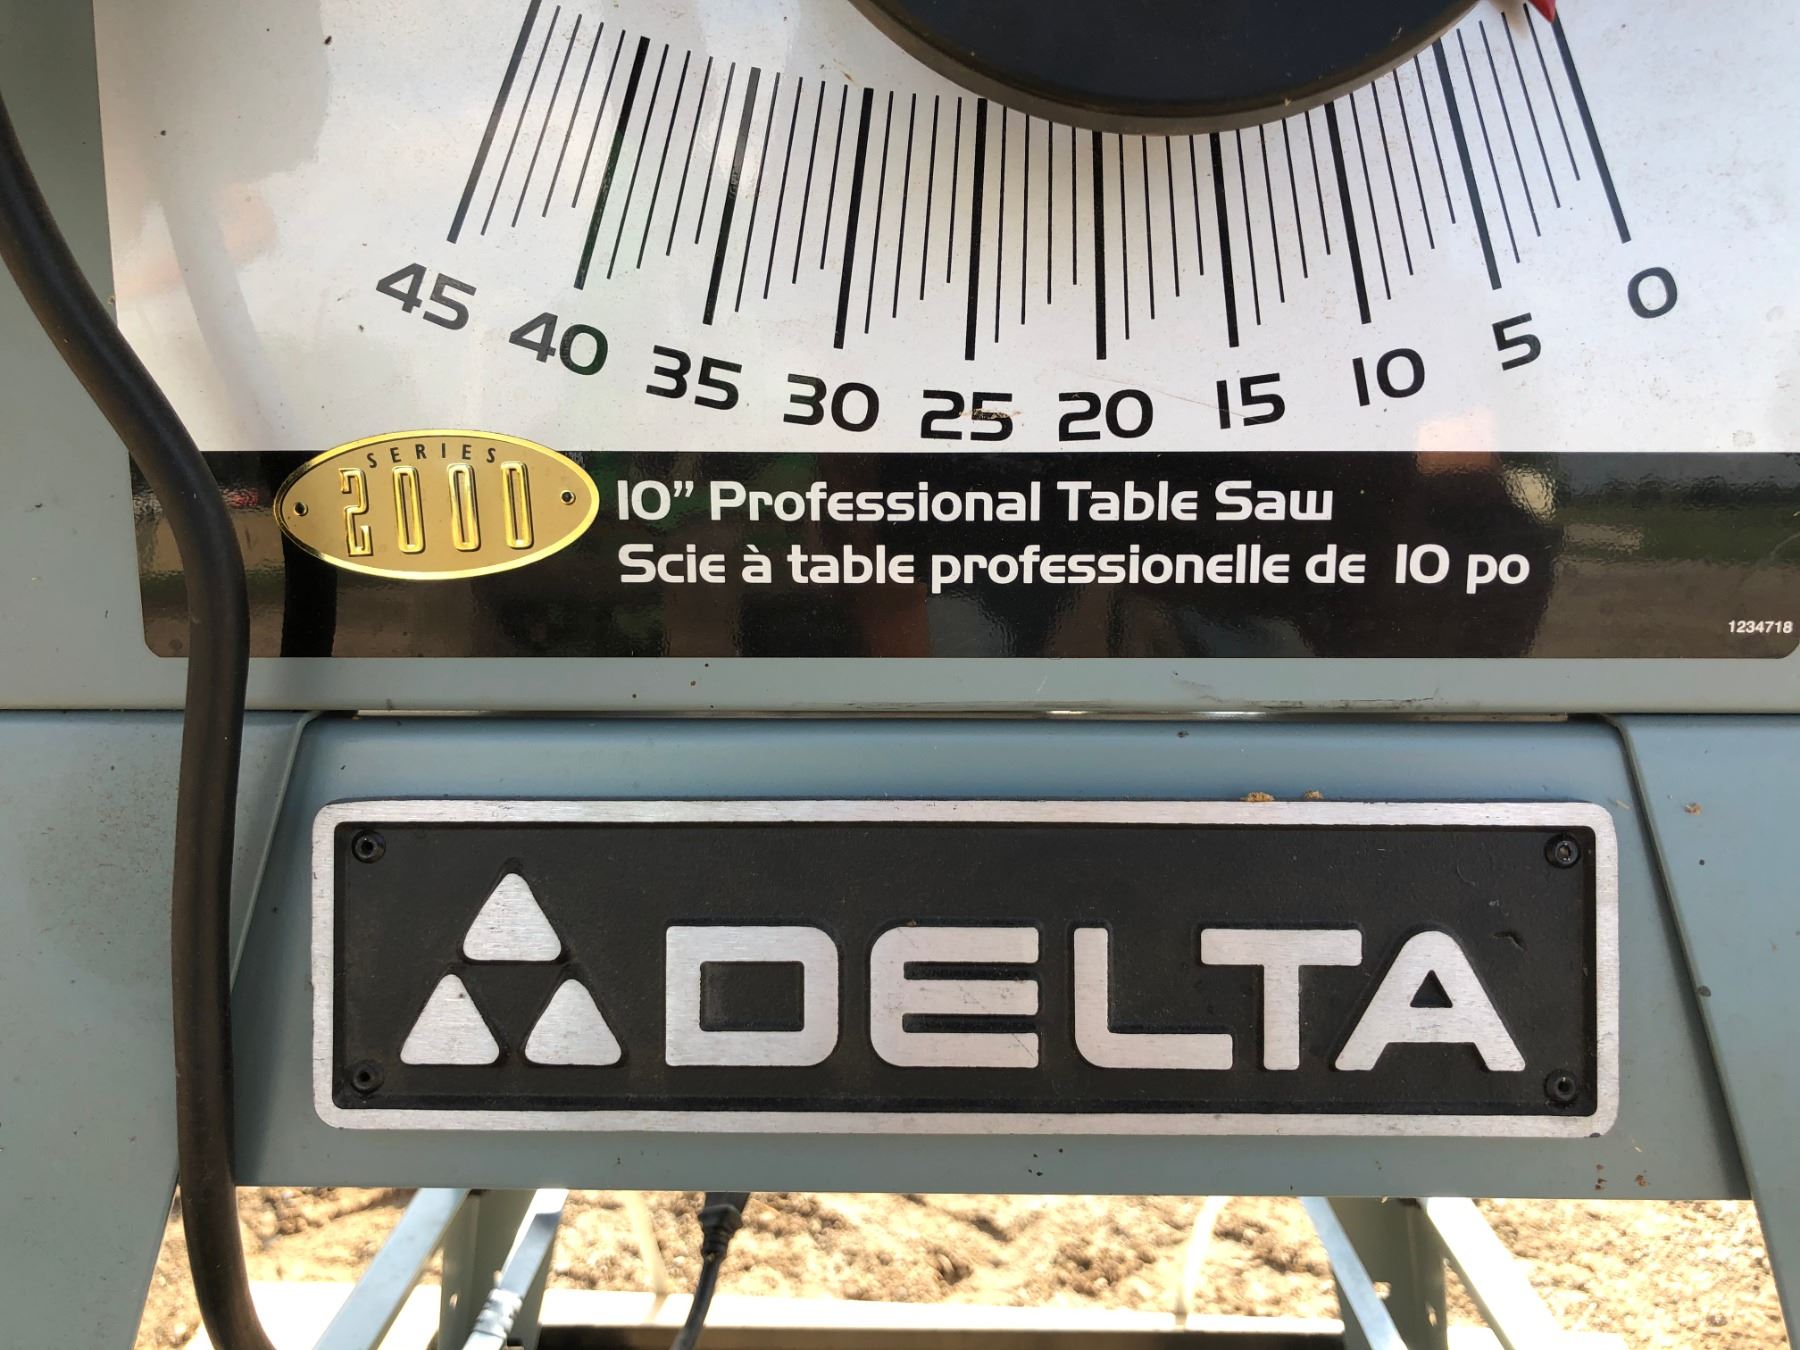 45 40 35 30 25 20 15 10 5 0
SERIES
2000
10” Professional Table Saw
Scie à table professionelle de 10 po
1234718
DELTA